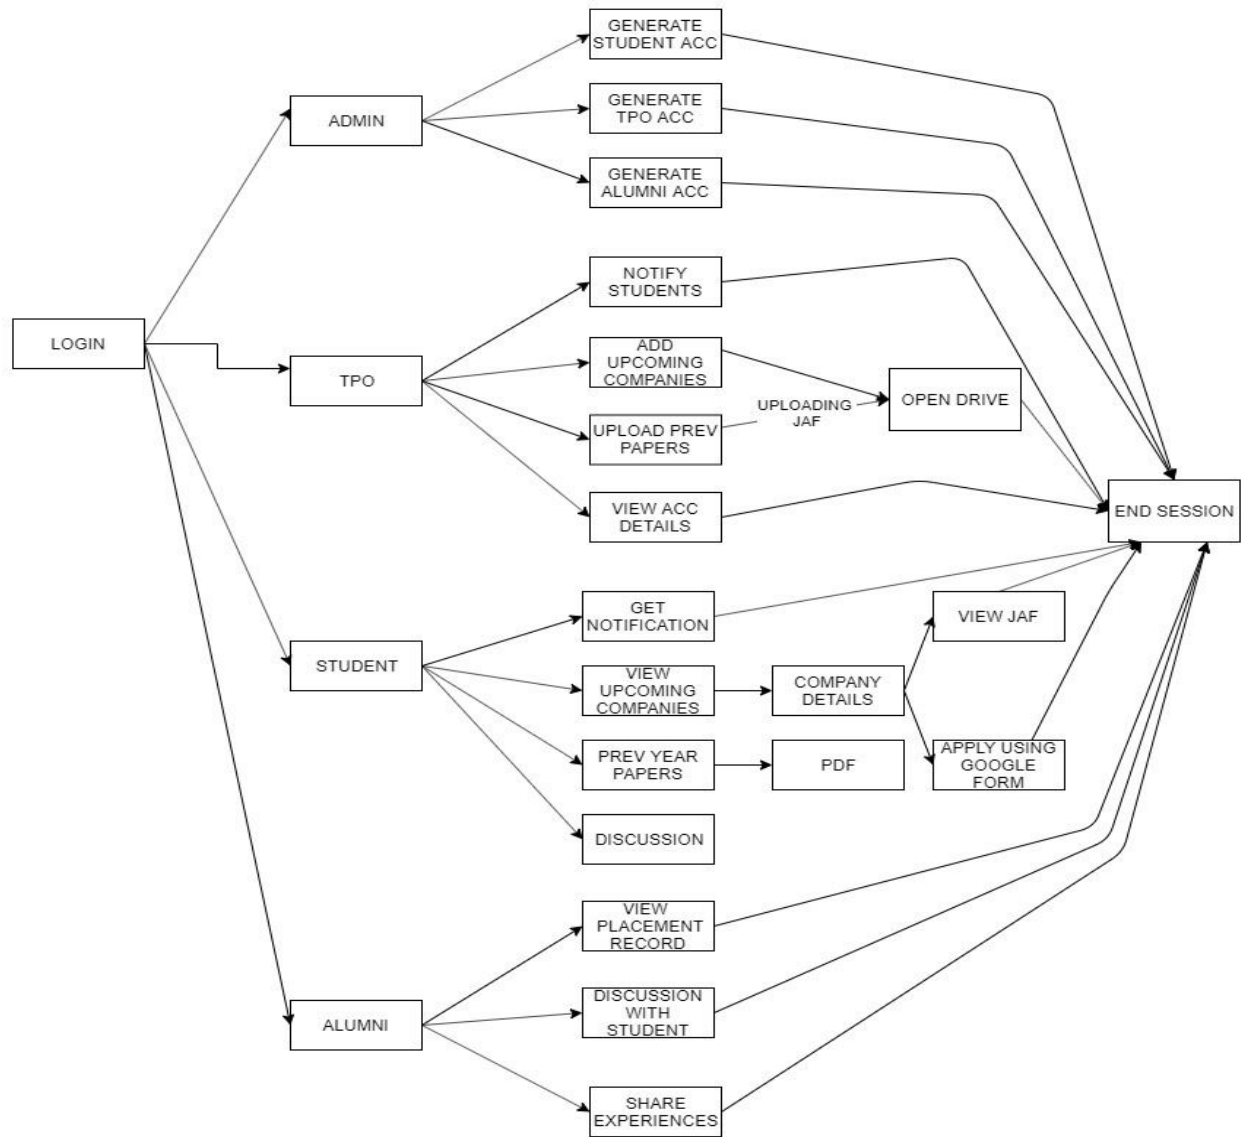 GENERATE
STUDENT ACC
GENERATE
TPO ACC
ADMIN
GENERATE
ALUMNI ACC
NOTIFY
STUDENTS
LOGIN
ADD
UPCOMING
COMPANIES
TPO
OPEN DRIVE
UPLOADING
JAF
UPLOAD PREV
PAPERS
VIEW ACC
DETAILS
END SESSION
GET
NOTIFICATION
VIEW JAF
STUDENT
VIEW
UPCOMING
COMPANIES
COMPANY
DETAILS
PREV YEAR
PAPERS
PDF
APPLY USING
GOOGLE
FORM
DISCUSSION
VIEW
PLACEMENT
RECORD
ALUMNI
DISCUSSION
WITH
STUDENT
SHARE
EXPERIENCES